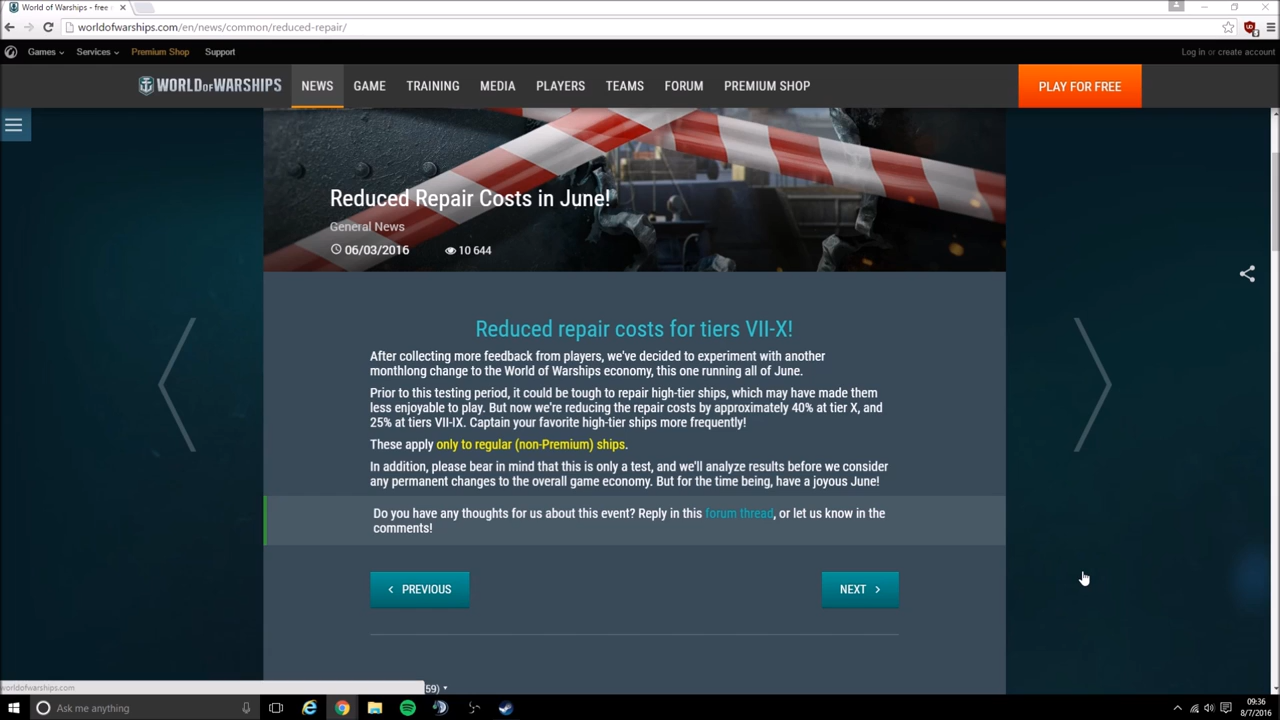 World of Warships - free
worldofwarships.com/en/news/common/reduced-repair/
Games
Services
Premium Shop
Support
Log in or create account
WORLD OF WARSHIPS
NEWS
GAME
TRAINING
MEDIA
PLAYERS
TEAMS
FORUM
PREMIUM SHOP
PLAY FOR FREE
Reduced Repair Costs in June!
General News
06/03/2016
10 644
Reduced repair costs for tiers VII-X!
After collecting more feedback from players, we've decided to experiment with another
monthlong change to the World of Warships economy, this one running all of June.
Prior to this testing period, it could be tough to repair high-tier ships, which may have made them
less enjoyable to play. But now we're reducing the repair costs by approximately 40% at tier X, and
25% at tiers VII-IX. Captain your favorite high-tier ships more frequently!
These apply only to regular (non-Premium) ships.
In addition, please bear in mind that this is only a test, and we'll analyze results before we consider
any permanent changes to the overall game economy. But for the time being, have a joyous June!
Do you have any thoughts for us about this event? Reply in this forum thread, or let us know in the
comments!
PREVIOUS
NEXT
worldofwarships.com
59)
Ask me anything
09:36
8/7/2016